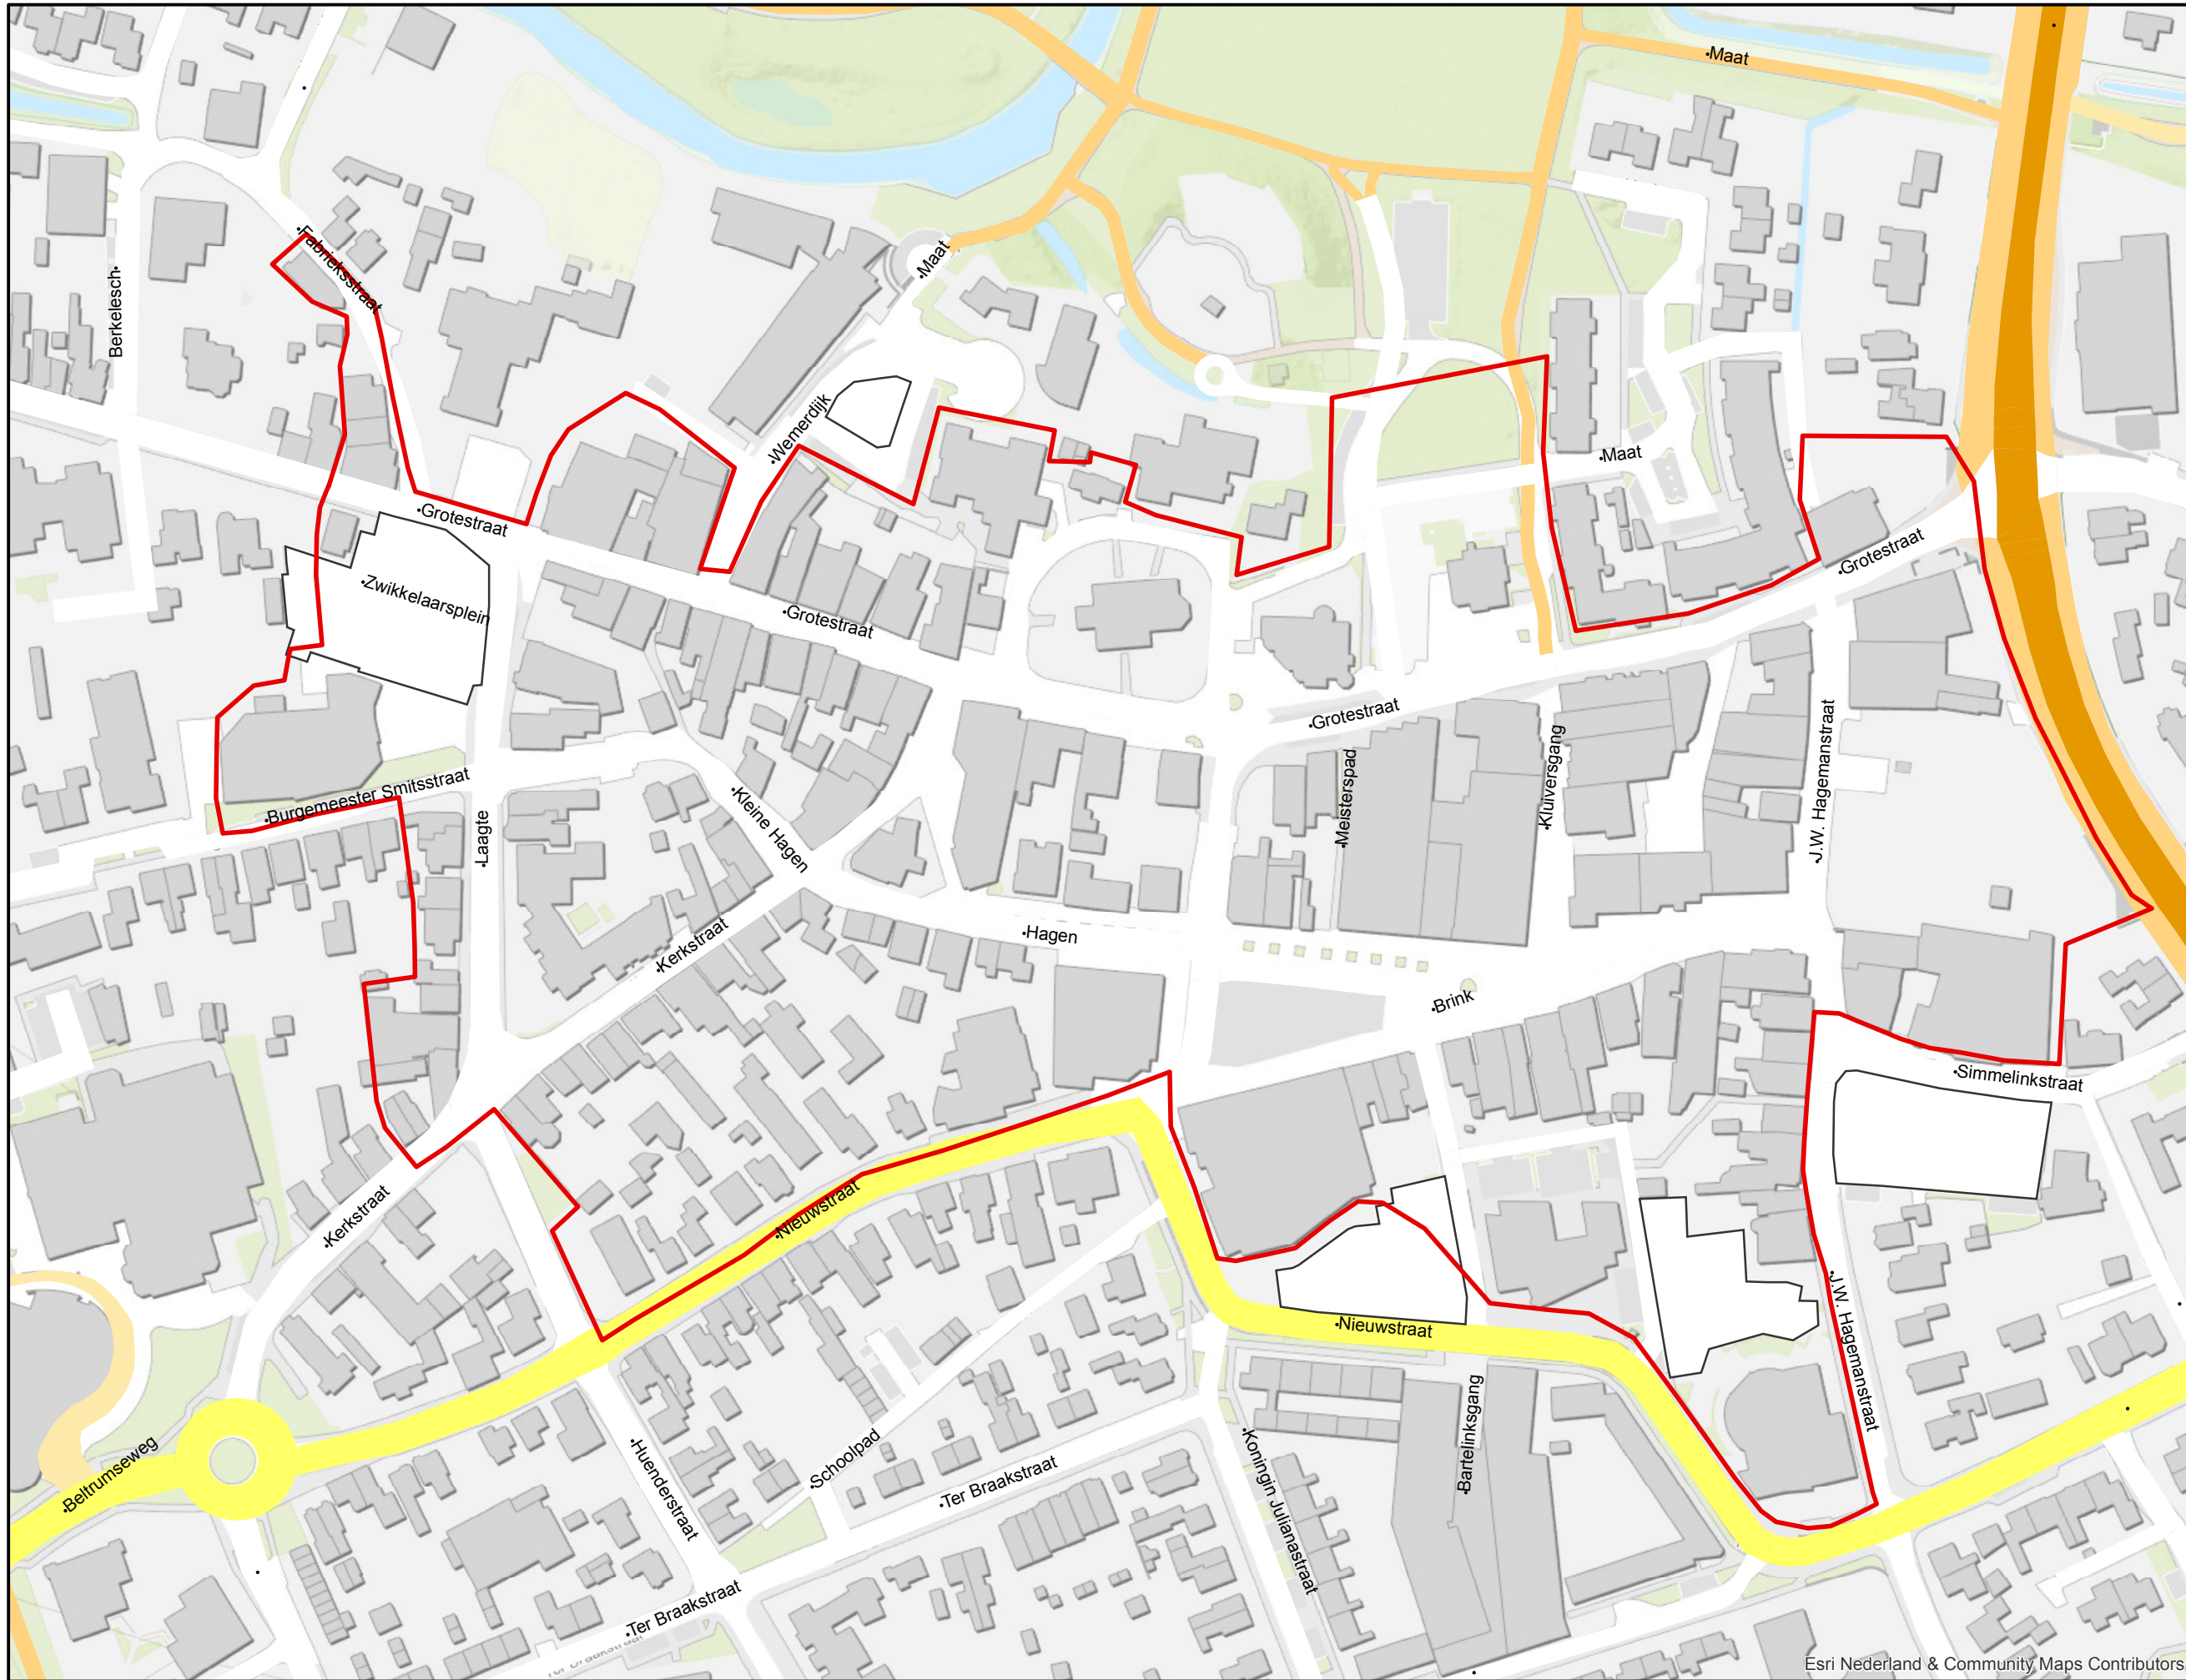 Maat
Fabrieksstraat
Maat
Berkelesch
Wemerdijk
Maat
Grotestraat
Grotestraat
Zwikkelaarsplein
Grotestraat
Grotestraat
Meisterspad
Kluiversgang
J.W. Hagemanstraat
Burgemeester Smitsstraat
Laagte
Kleine Hagen
Kerkstraat
Hagen
Brink
Simmelinkstraat
Kerkstraat
Nieuwstraat
Nieuwstraat
J.W. Hagemanstraat
Beltrumseweg
Huenderstraat
Schoolpad
Ter Braakstraat
Koningin Julianastraat
Bartelinksgang
Ter Braakstraat
Esri Nederland & Community Maps Contributors